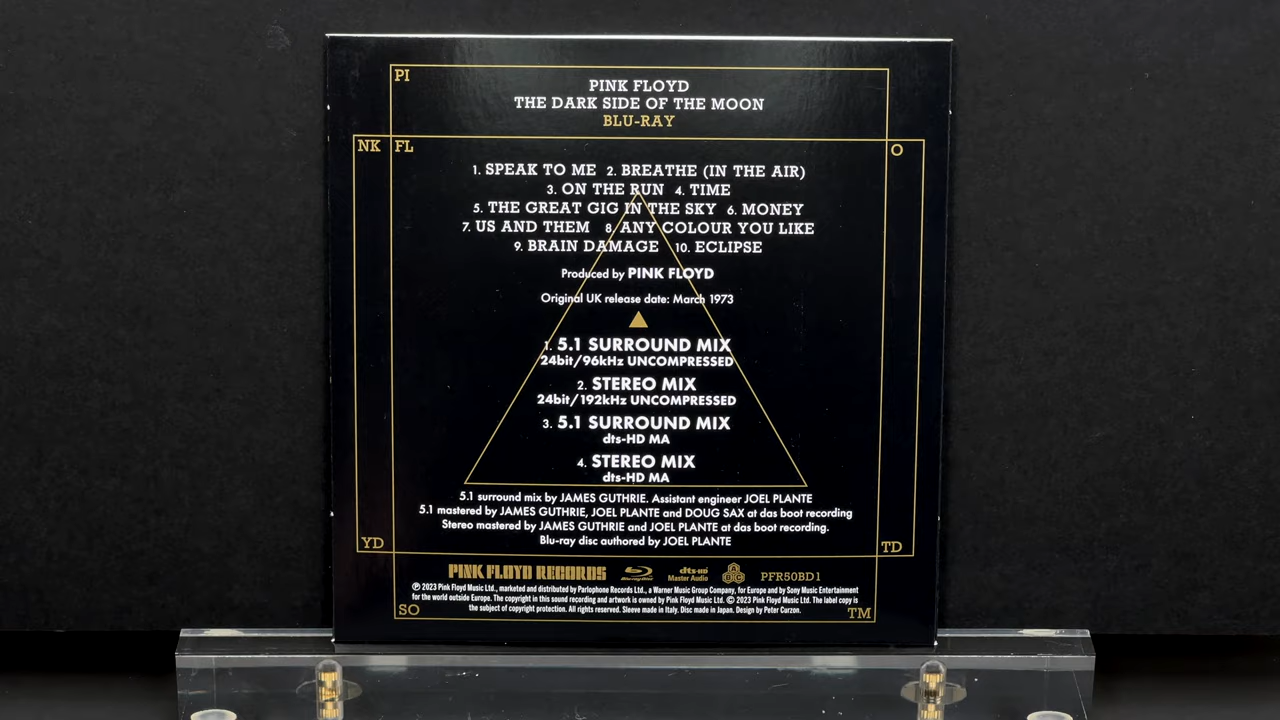 PI
PINK FLOYD
THE DARK SIDE OF THE MOON
BLU-RAY
NK FL O
1. SPEAK TO ME 2. BREATHE (IN THE AIR)
3. ON THE RUN 4. TIME
5. THE GREAT GIG IN THE SKY 6. MONEY
7. US AND THEM 8. ANY COLOUR YOU LIKE
9. BRAIN DAMAGE 10. ECLIPSE
Produced by PINK FLOYD
Original UK release date: March 1973
1. 5.1 SURROUND MIX
24bit/96kHz UNCOMPRESSED
2. STEREO MIX
24bit/192kHz UNCOMPRESSED
3. 5.1 SURROUND MIX
dts-HD MA
4. STEREO MIX
dts-HD MA
5.1 surround mix by JAMES GUTHRIE. Assistant engineer JOEL PLANTE
5.1 mastered by JAMES GUTHRIE, JOEL PLANTE and DOUG SAX at das boot recording
Stereo mastered by JAMES GUTHRIE and JOEL PLANTE at das boot recording.
Blu-ray disc authored by JOEL PLANTE
YD TD
PINK FLOYD RECORDS Blu-ray Disc dts-HD Master Audio PFR50BD1
℗ 2023 Pink Floyd Music Ltd., marketed and distributed by Parlophone Records Ltd., a Warner Music Group Company, for Europe and by Sony Music Entertainment
for the world outside Europe. The copyright in this sound recording and artwork is owned by Pink Floyd Music Ltd. © 2023 Pink Floyd Music Ltd. The label copy is
the subject of copyright protection. All rights reserved. Sleeve made in Italy. Disc made in Japan. Design by Peter Curzon.
SO TM